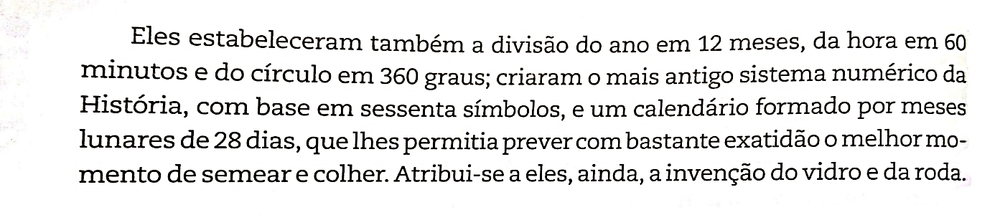 Eles estabeleceram também a divisão do ano em 12 meses, da hora em 60
minutos e do círculo em 360 graus; criaram o mais antigo sistema numérico da
História, com base em sessenta símbolos, e um calendário formado por meses
lunares de 28 dias, que lhes permitia prever com bastante exatidão o melhor mo-
mento de semear e colher. Atribui-se a eles, ainda, a invenção do vidro e da roda.